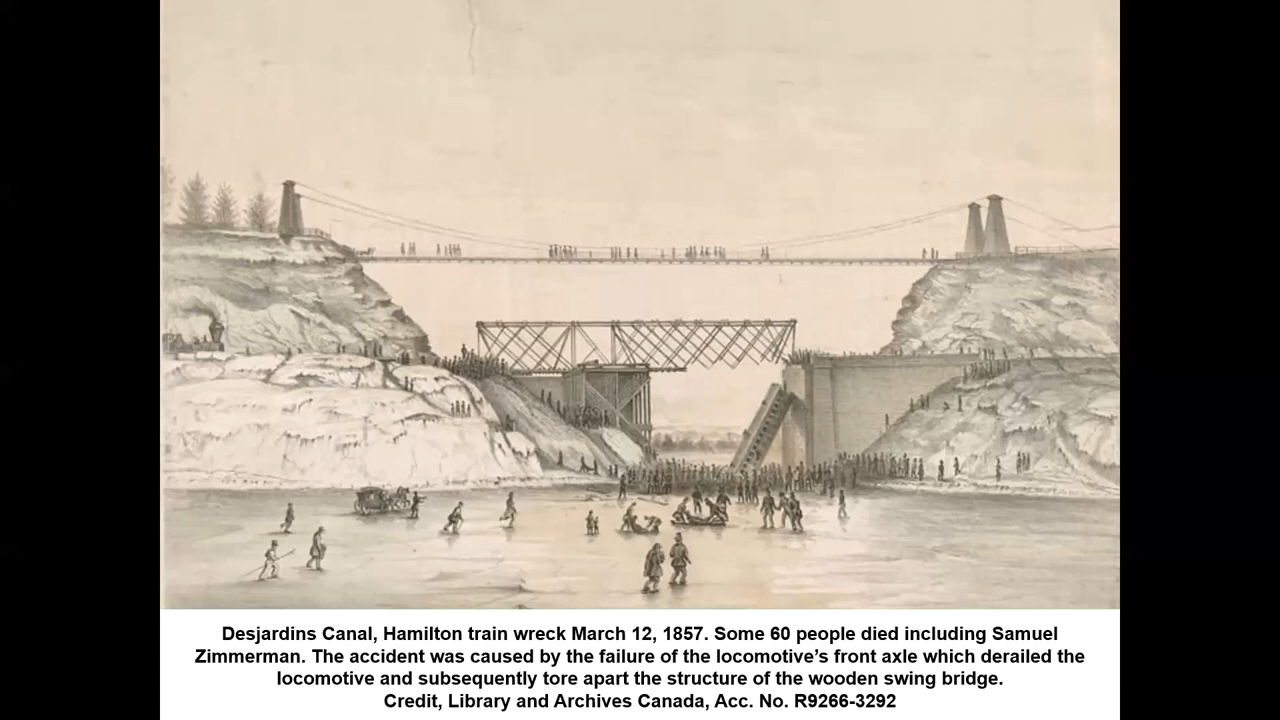 Desjardins Canal, Hamilton train wreck March 12, 1857. Some 60 people died including Samuel
Zimmerman. The accident was caused by the failure of the locomotive’s front axle which derailed the
locomotive and subsequently tore apart the structure of the wooden swing bridge.
Credit, Library and Archives Canada, Acc. No. R9266-3292